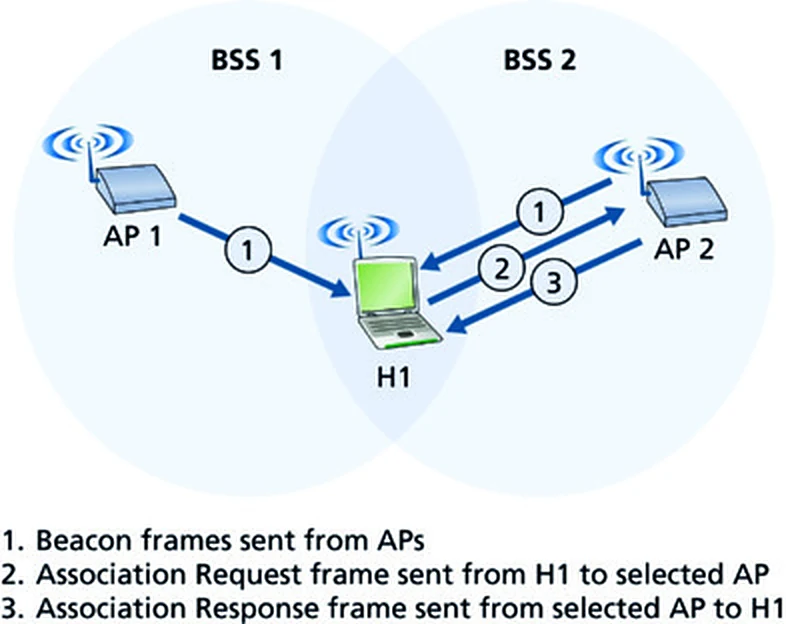 BSS 1
BSS 2
AP 1
1
1
2
3
AP 2
H1
1. Beacon frames sent from APs
2. Association Request frame sent from H1 to selected AP
3. Association Response frame sent from selected AP to H1